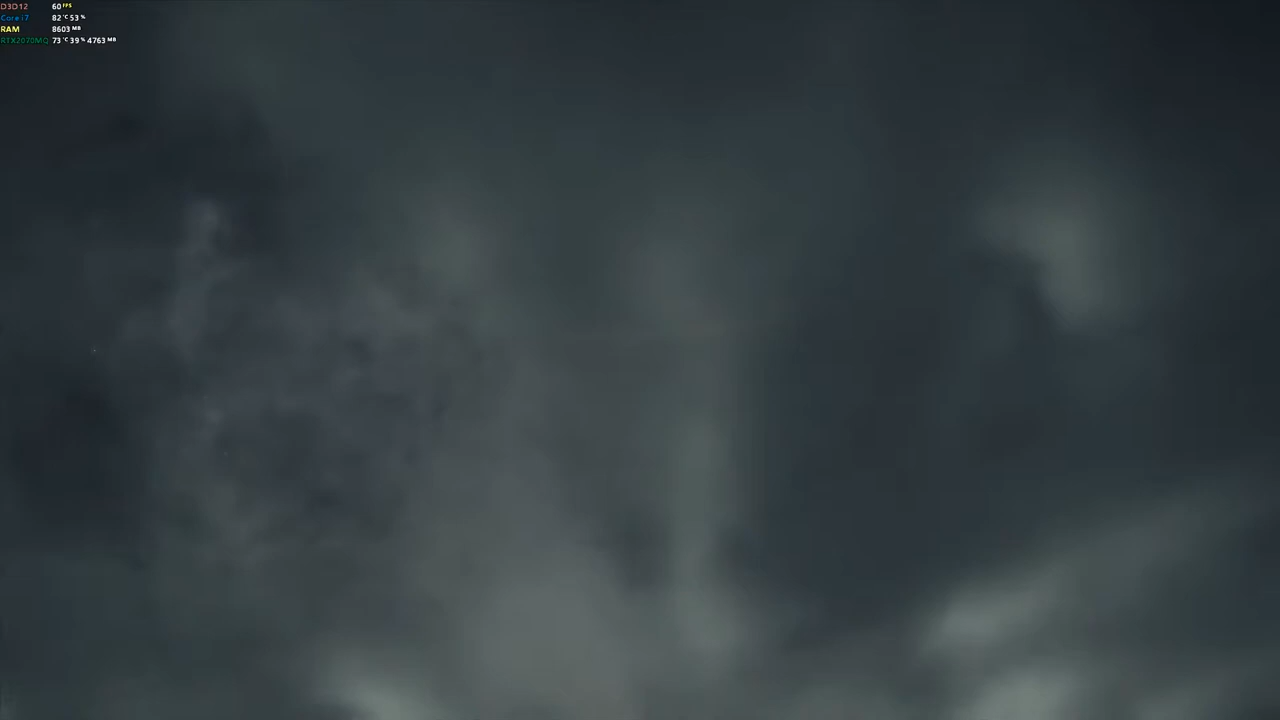 D3D12 60 FPS
Core i7 82 °C 53 %
RAM 8603 MB
RTX2070MQ 73 °C 39 % 4763 MB